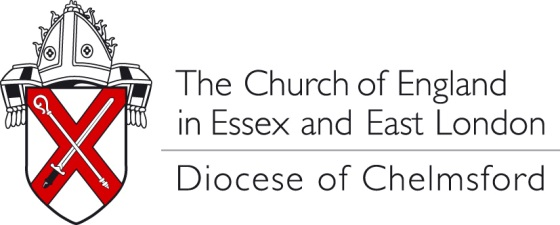 The Church of England
in Essex and East London
Diocese of Chelmsford